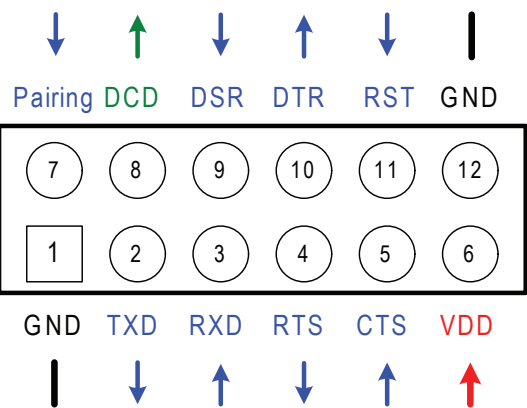 Pairing DCD DSR DTR RST GND
7 8 9 10 11 12
1 2 3 4 5 6
GND TXD RXD RTS CTS VDD